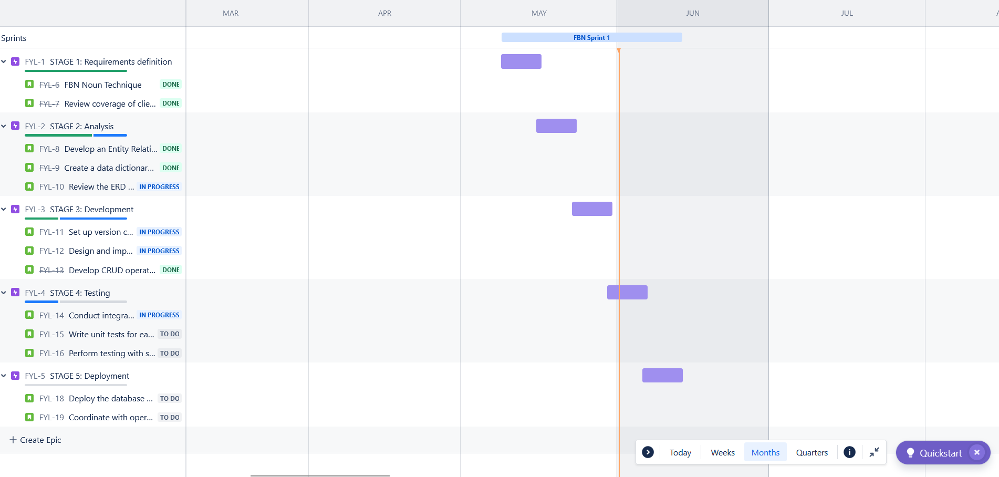 MAR APR MAY JUN JUL
Sprints
FBN Sprint 1
FYL-1 STAGE 1: Requirements definition
FYL-6 FBN Noun Technique DONE
FYL-7 Review coverage of clie... DONE
FYL-2 STAGE 2: Analysis
FYL-8 Develop an Entity Relati... DONE
FYL-9 Create a data dictionar... DONE
FYL-10 Review the ERD ... IN PROGRESS
FYL-3 STAGE 3: Development
FYL-11 Set up version c... IN PROGRESS
FYL-12 Design and imp... IN PROGRESS
FYL-13 Develop CRUD operat... DONE
FYL-4 STAGE 4: Testing
FYL-14 Conduct integra... IN PROGRESS
FYL-15 Write unit tests for ea... TO DO
FYL-16 Perform testing with s... TO DO
FYL-5 STAGE 5: Deployment
FYL-18 Deploy the database ... TO DO
FYL-19 Coordinate with oper... TO DO
+ Create Epic
Today Weeks Months Quarters
Quickstart